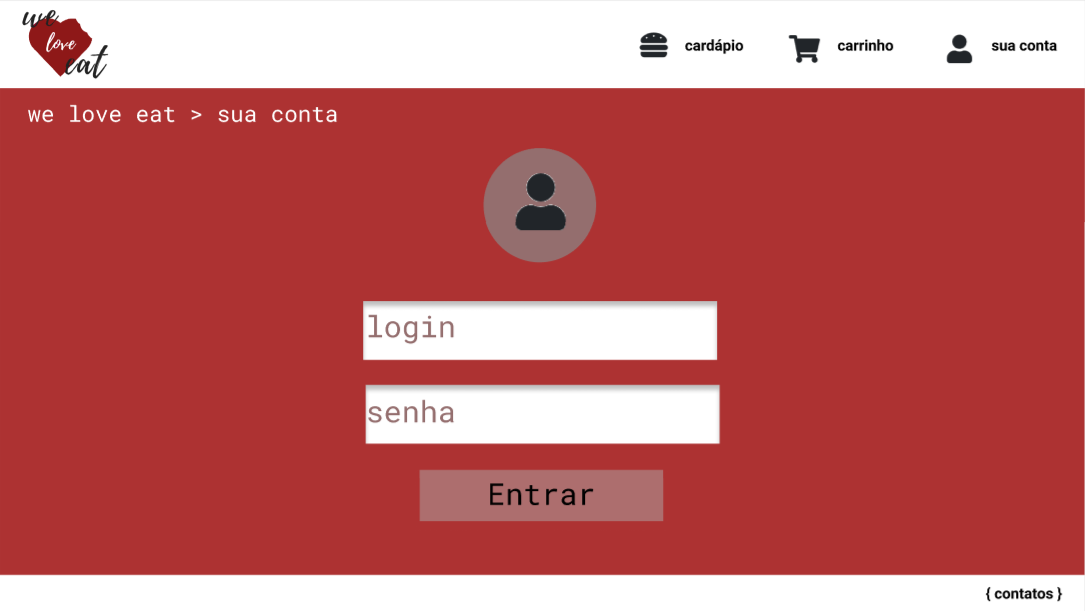 we
love
eat
cardápio
carrinho
sua conta
we love eat > sua conta
login
senha
Entrar
{ contatos }